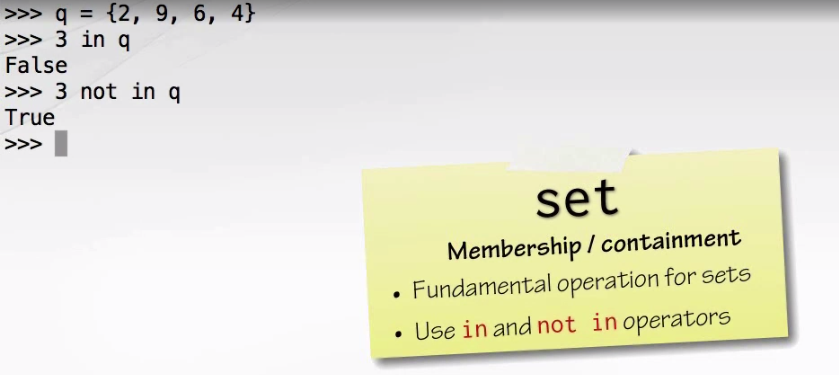 >>> q = {2, 9, 6, 4}
>>> 3 in q
False
>>> 3 not in q
True
>>>
set
Membership / containment
• Fundamental operation for sets
• Use in and not in operators